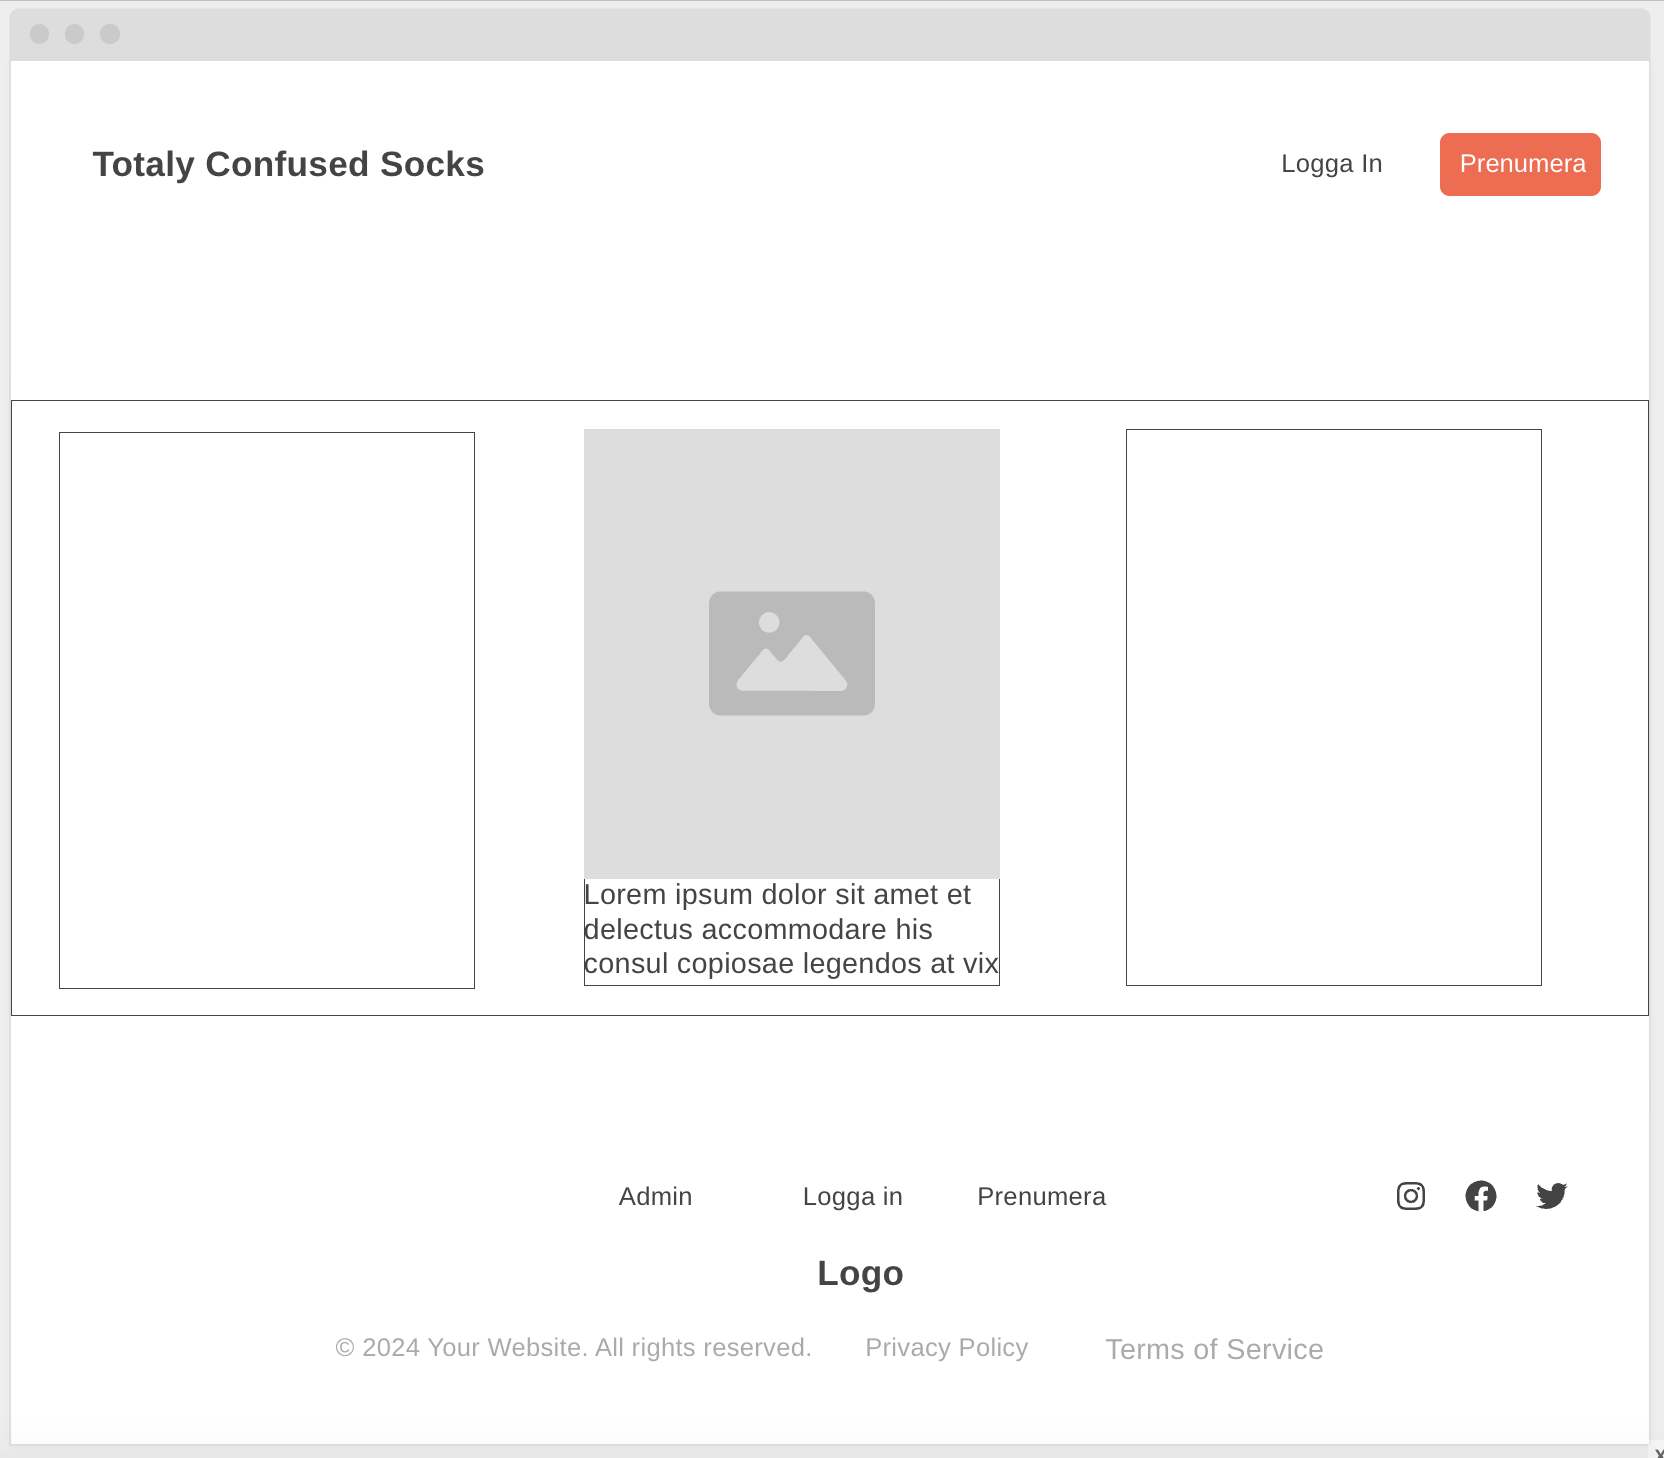 Totaly Confused Socks
Logga In
Prenumera
Lorem ipsum dolor sit amet et
delectus accommodare his
consul copiosae legendos at vix
Admin
Logga in
Prenumera
Logo
© 2024 Your Website. All rights reserved.
Privacy Policy
Terms of Service